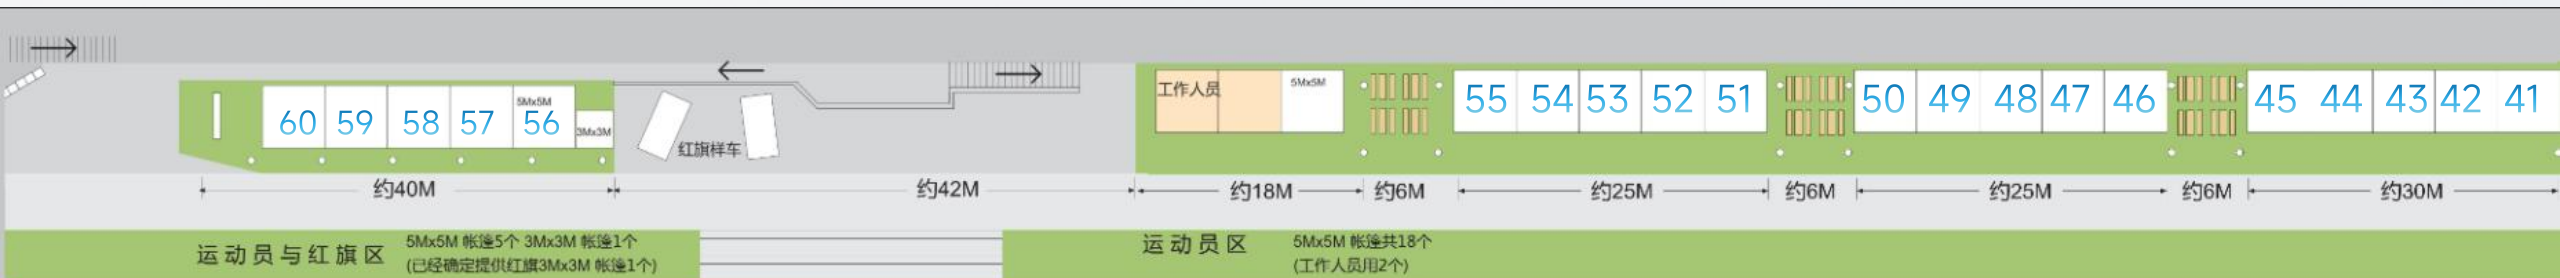 工作人员
5Mx5M
5Mx5M
60 59 58 57 56
3Mx3M
55 54 53 52 51
50 49 48 47 46
45 44 43 42 41
红旗样车
约40M
约42M
约18M
约6M
约25M
约6M
约25M
约6M
约30M
运动员与红旗区
5Mx5M 帐篷5个 3Mx3M 帐篷1个
(已经确定提供红旗3Mx3M 帐篷1个)
运动员区
5Mx5M 帐篷共18个
(工作人员用2个)